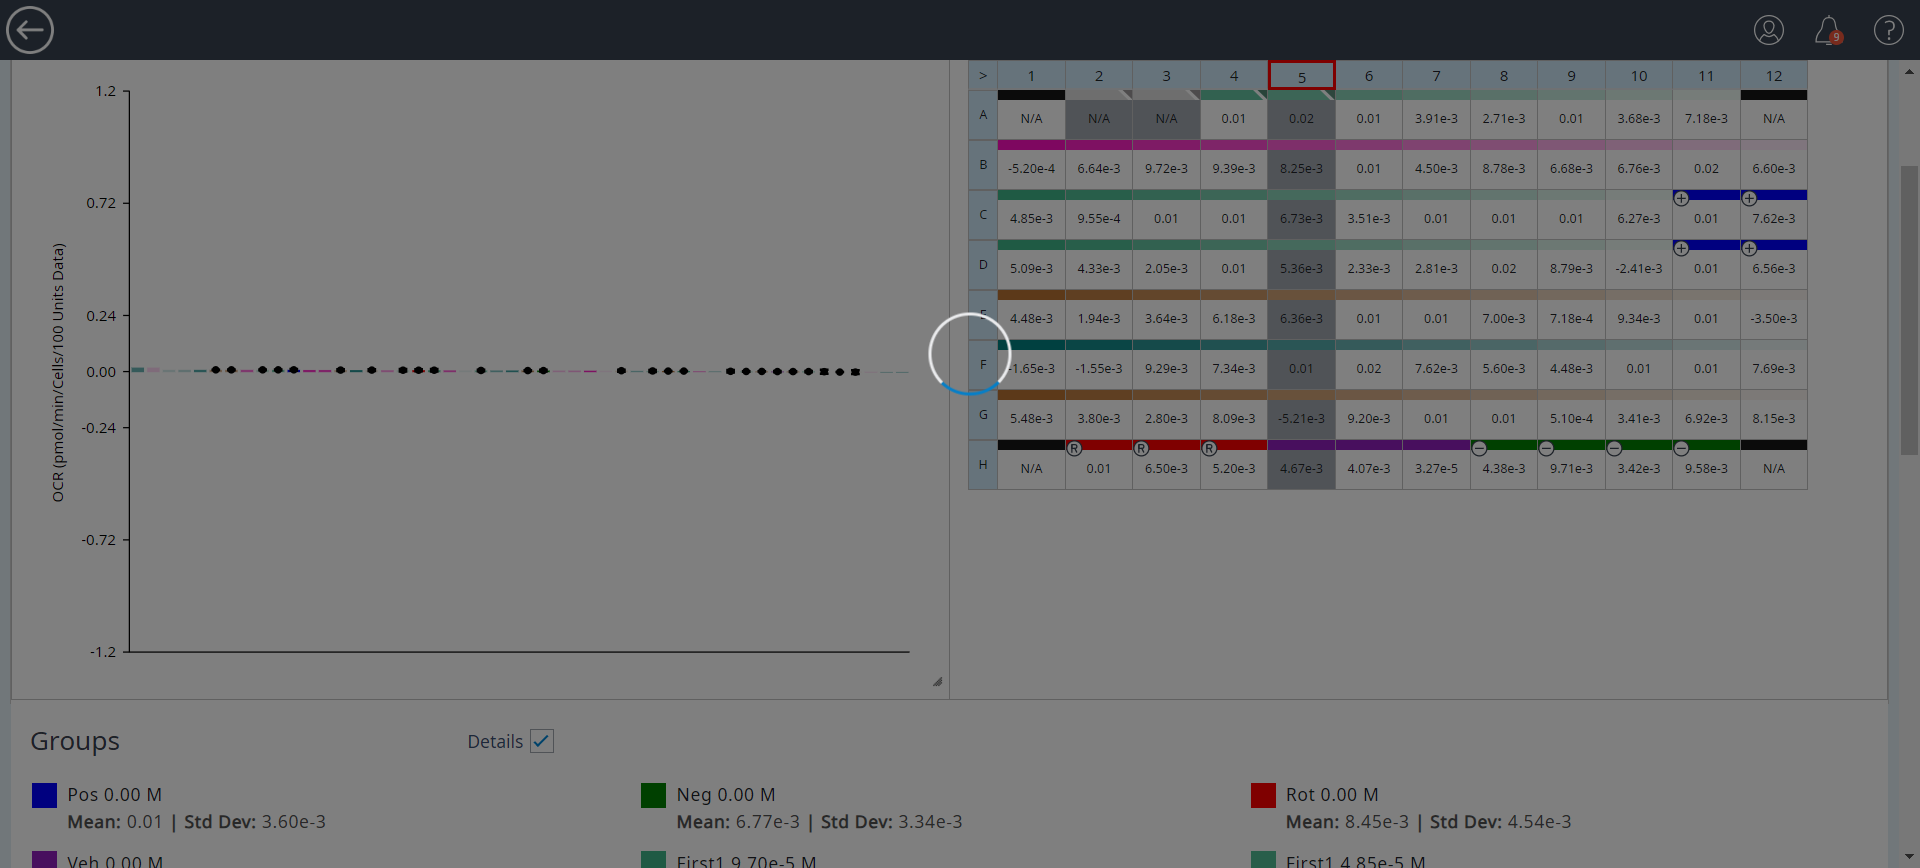 9
?
1.2
0.72
0.24
0.00
-0.24
-0.72
-1.2
OCR (pmol/min/Cells/100 Units Data)
> 1 2 3 4 5 6 7 8 9 10 11 12
A N/A N/A N/A 0.01 0.02 0.01 3.91e-3 2.71e-3 0.01 3.68e-3 7.18e-3 N/A
B -5.20e-4 6.64e-3 9.72e-3 9.39e-3 8.25e-3 0.01 4.50e-3 8.78e-3 6.68e-3 6.76e-3 0.02 6.60e-3
C 4.85e-3 9.55e-4 0.01 0.01 6.73e-3 3.51e-3 0.01 0.01 0.01 6.27e-3 0.01 7.62e-3
D 5.09e-3 4.33e-3 2.05e-3 0.01 5.36e-3 2.33e-3 2.81e-3 0.02 8.79e-3 -2.41e-3 0.01 6.56e-3
E 4.48e-3 1.94e-3 3.64e-3 6.18e-3 6.36e-3 0.01 0.01 7.00e-3 7.18e-4 9.34e-3 0.01 -3.50e-3
F -1.65e-3 -1.55e-3 9.29e-3 7.34e-3 0.01 0.02 7.62e-3 5.60e-3 4.48e-3 0.01 0.01 7.69e-3
G 5.48e-3 3.80e-3 2.80e-3 8.09e-3 -5.21e-3 9.20e-3 0.01 0.01 5.10e-4 3.41e-3 6.92e-3 8.15e-3
R R R
H N/A 0.01 6.50e-3 5.20e-3 4.67e-3 4.07e-3 3.27e-5 4.38e-3 9.71e-3 3.42e-3 9.58e-3 N/A
Groups
Details
Pos 0.00 M
Mean: 0.01 | Std Dev: 3.60e-3
Neg 0.00 M
Mean: 6.77e-3 | Std Dev: 3.34e-3
Rot 0.00 M
Mean: 8.45e-3 | Std Dev: 4.54e-3
Veh 0.00 M
First1 9.70e-5 M
First1 4.85e-5 M